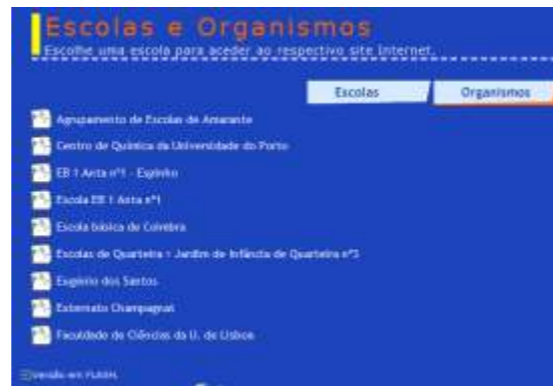 Escolas e Organismos
Escolhe uma escola para aceder ao respectivo site Internet.
Escolas
Organismos
Agrupamento de Escolas de Amarante
Centro de Química da Universidade do Porto
EB 1 Anta nº1 - Espinho
Escola EB 1 Anta nº1
Escola básica de Coimbra
Escolas de Quarteira + Jardim de Infância de Quarteira nº3
Eugénio dos Santos
Externato Champagnat
Faculdade de Ciências da U. de Lisboa
Versão em FLASH.